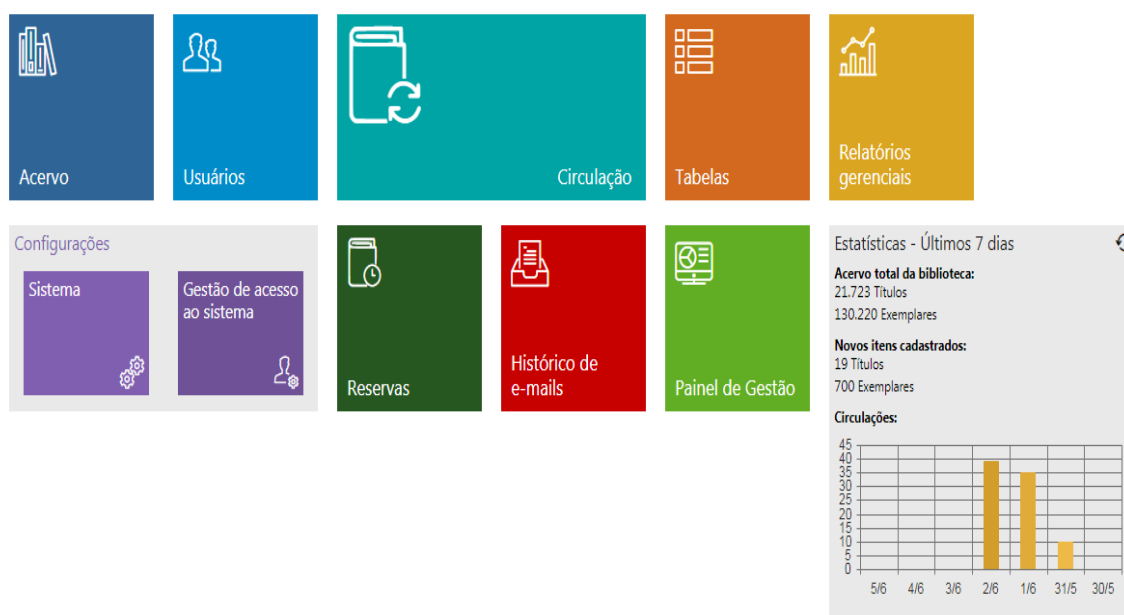 Acervo
Usuários
Circulação
Tabelas
Relatórios
gerenciais
Configurações
Sistema
Gestão de acesso
ao sistema
Reservas
Histórico de
e-mails
Painel de Gestão
Estatísticas - Últimos 7 dias
Acervo total da biblioteca:
21.723 Títulos
130.220 Exemplares
Novos itens cadastrados:
19 Títulos
700 Exemplares
Circulações:
45
40
35
30
25
20
15
10
5
0
5/6 4/6 3/6 2/6 1/6 31/5 30/5